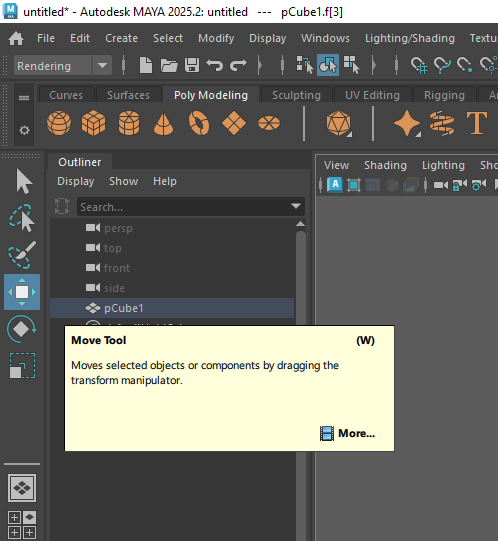 untitled* - Autodesk MAYA 2025.2: untitled --- pCube1.f[3]
File Edit Create Select Modify Display Windows Lighting/Shading
Rendering
Curves Surfaces Poly Modeling Sculpting UV Editing Rigging
Outliner
Display Show Help
Search...
persp
top
front
side
pCube1
View Shading Lighting
Move Tool (W)
Moves selected objects or components by dragging the
transform manipulator.
More...